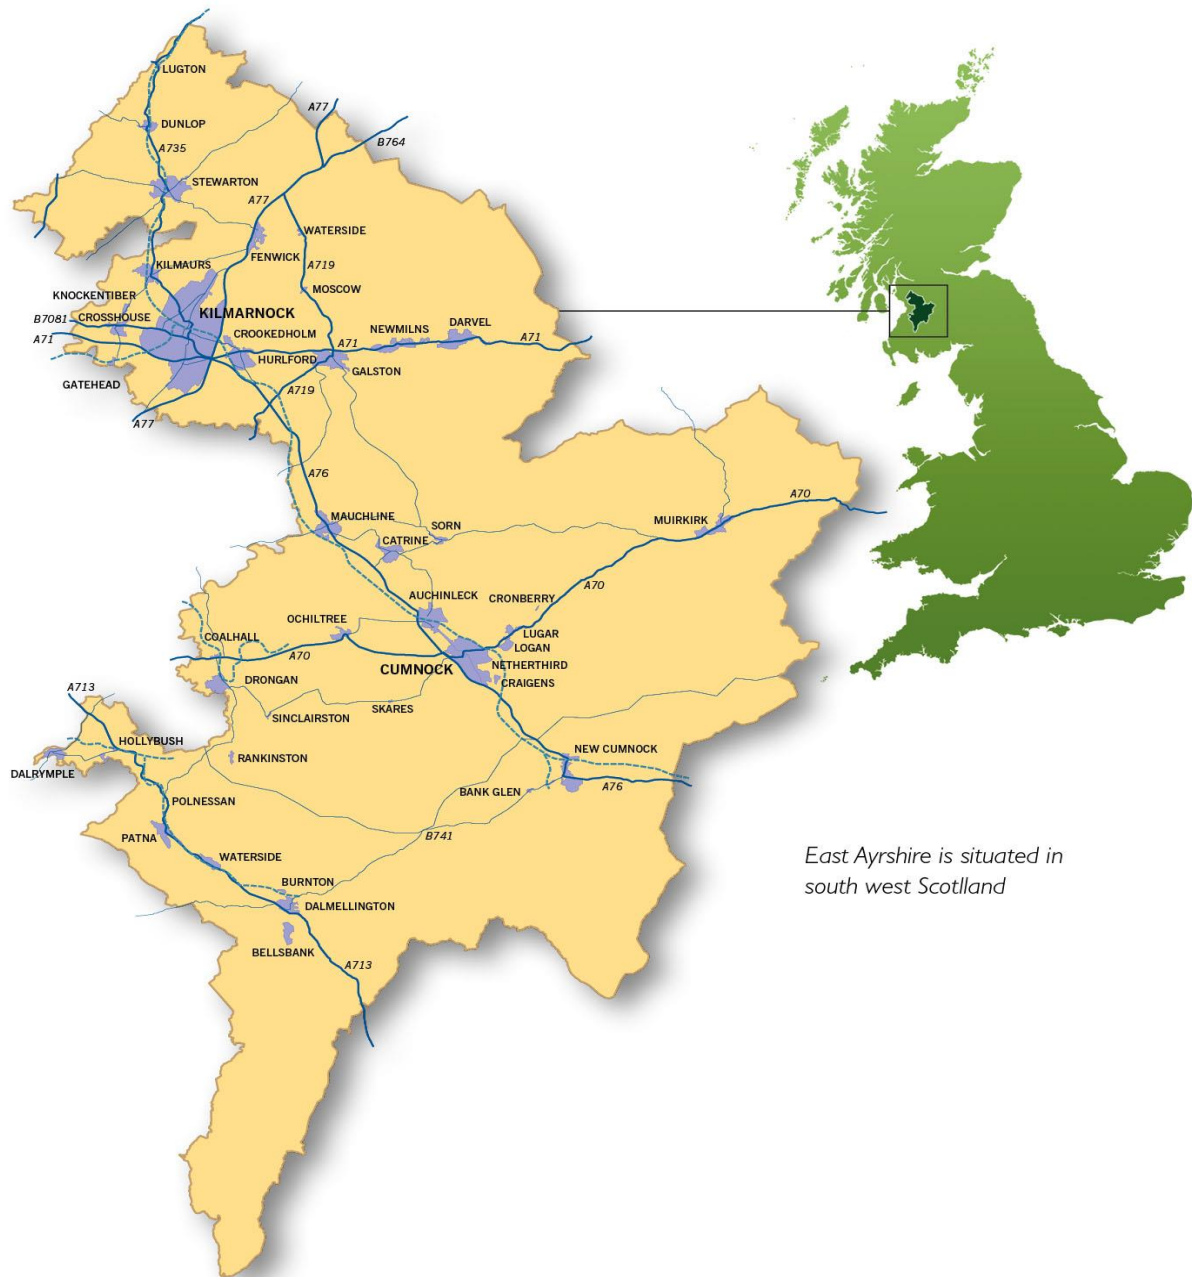 LUGTON
A77
DUNLOP
B764
A735
STEWARTON
A77
WATERSIDE
FENWICK
KILMAURS
A719
MOSCOW
KNOCKENTIBER
KILMARNOCK
CROSSHOUSE
B7081
CROOKEDHOLM
NEWMILNS
DARVEL
A71
A71
A71
HURLFORD
GALSTON
GATEHEAD
A719
A77
A76
A70
MAUCHLINE
SORN
MUIRKIRK
CATRINE
A70
AUCHINLECK
CRONBERRY
OCHILTREE
COALHALL
LUGAR
LOGAN
A70
CUMNOCK
NETHERTHIRD
DRONGAN
CRAIGENS
A713
SKARES
SINCLAIRSTON
HOLLYBUSH
NEW CUMNOCK
RANKINSTON
DALRYMPLE
BANK GLEN
A76
POLNESSAN
B741
PATNA
WATERSIDE
BURNTON
DALMELLINGTON
BELLSBANK
A713
East Ayrshire is situated in
south west Scotlland